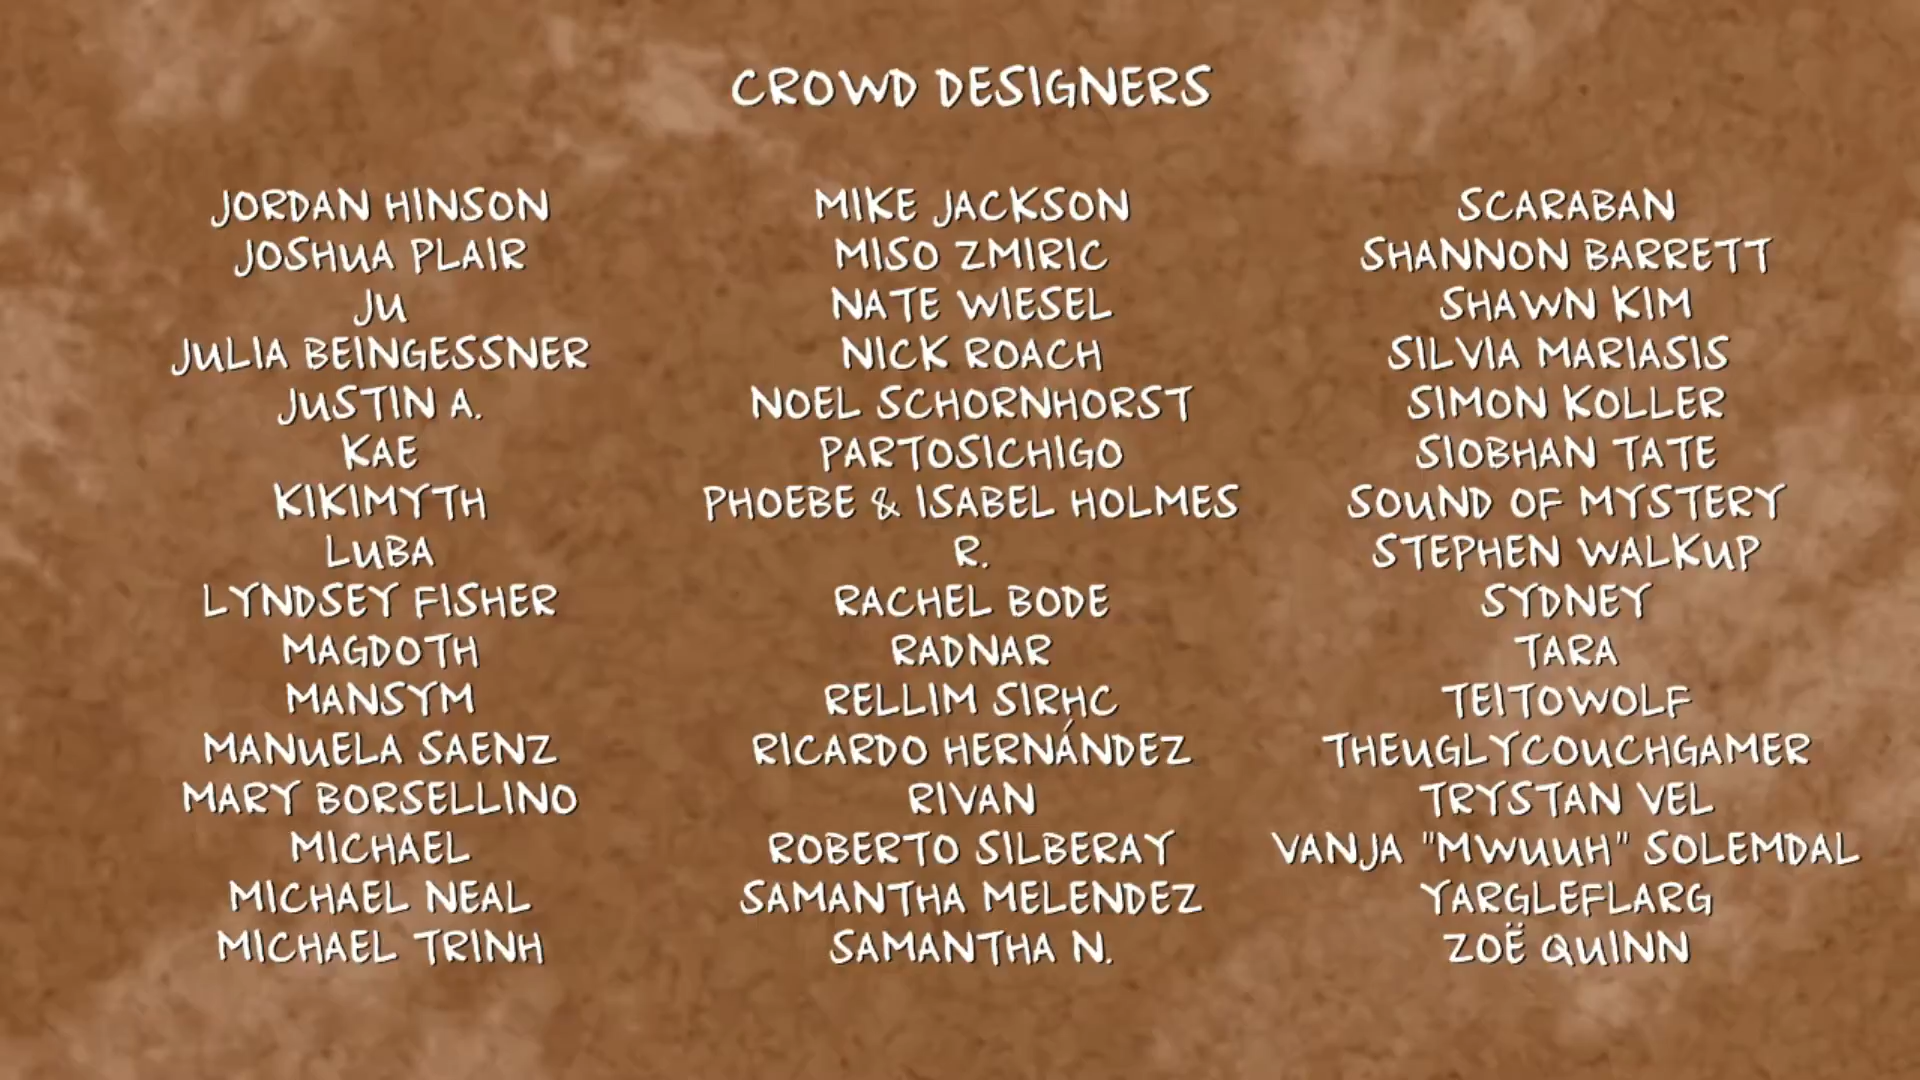 CROWD DESIGNERS
JORDAN HINSON
JOSHUA PLAIR
JU
JULIA BEINGESSNER
JUSTIN A.
KAE
KIKIMYTH
LUBA
LYNDSEY FISHER
MAGDOTH
MANSYM
MANUELA SAENZ
MARY BORSELLINO
MICHAEL
MICHAEL NEAL
MICHAEL TRINH
MIKE JACKSON
MISO ZMIRIC
NATE WIESEL
NICK ROACH
NOEL SCHORNHORST
PARTOSICHIGO
PHOEBE & ISABEL HOLMES
R.
RACHEL BODE
RADNAR
RELLIM SIRHC
RICARDO HERNÁNDEZ
RIVAN
ROBERTO SILBERAY
SAMANTHA MELENDEZ
SAMANTHA N.
SCARABAN
SHANNON BARRETT
SHAWN KIM
SILVIA MARIASIS
SIMON KOLLER
SIOBHAN TATE
SOUND OF MYSTERY
STEPHEN WALKUP
SYDNEY
TARA
TEITOWOLF
THEUGLYCOUCHGAMER
TRYSTAN VEL
VANJA "MWUUH" SOLEMDAL
YARGLEFLARG
ZOË QUINN